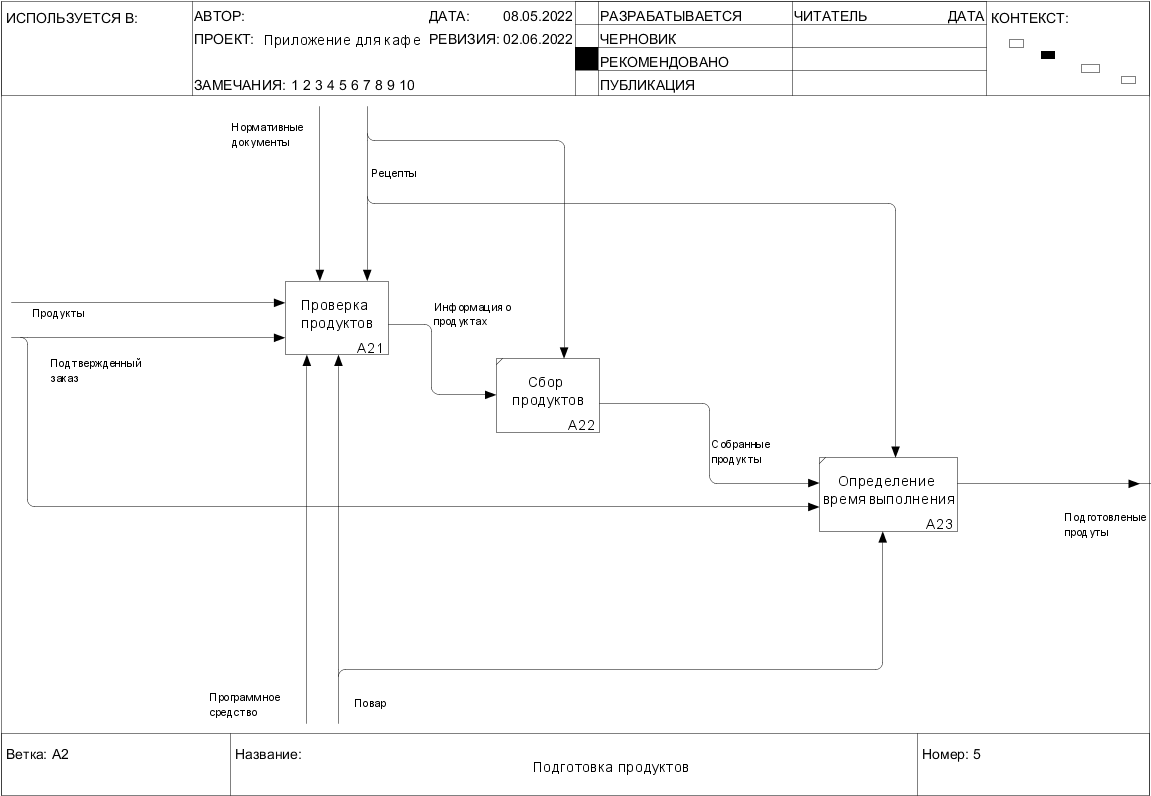 ИСПОЛЬЗУЕТСЯ В:
АВТОР:
ДАТА: 08.05.2022
ПРОЕКТ: Приложение для кафе
РЕВИЗИЯ: 02.06.2022
ЗАМЕЧАНИЯ: 1 2 3 4 5 6 7 8 9 10
РАЗРАБАТЫВАЕТСЯ
ЧЕРНОВИК
РЕКОМЕНДОВАНО
ПУБЛИКАЦИЯ
ЧИТАТЕЛЬ ДАТА
КОНТЕКСТ:
Нормативные
документы
Рецепты
Продукты
Подтвержденный
заказ
Проверка
продуктов
A21
Информация о
продуктах
Сбор
продуктов
A22
Собранные
продукты
Определение
время выполнения
A23
Подготовленые
продуты
Программное
средство
Повар
Ветка: A2
Название:
Подготовка продуктов
Номер: 5